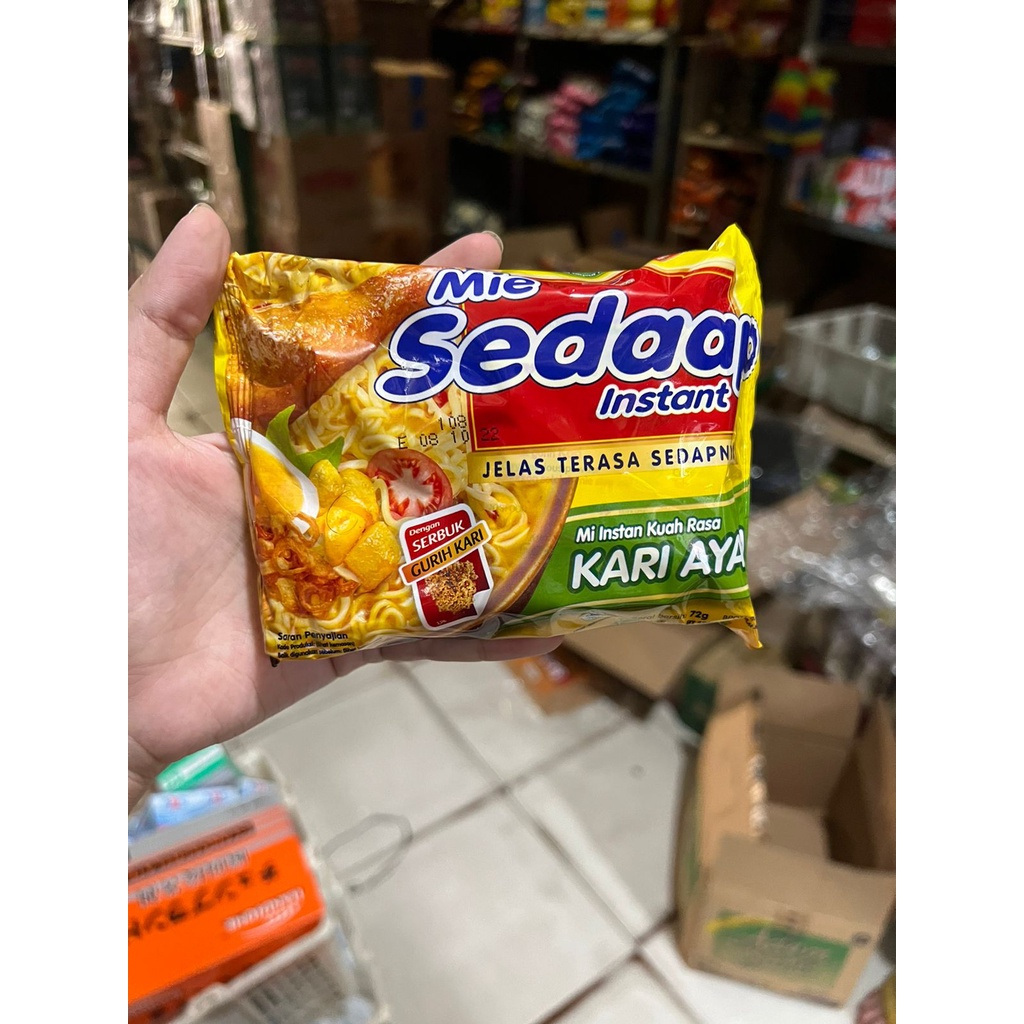 Mie
Sedaap
Instant
108
E 08 10 22
JELAS TERASA SEDAPN
Mi Instan Kuah Rasa
KARI AYA
Dengan
SERBUK
GURIH KARI
Saran Penyajian
72g